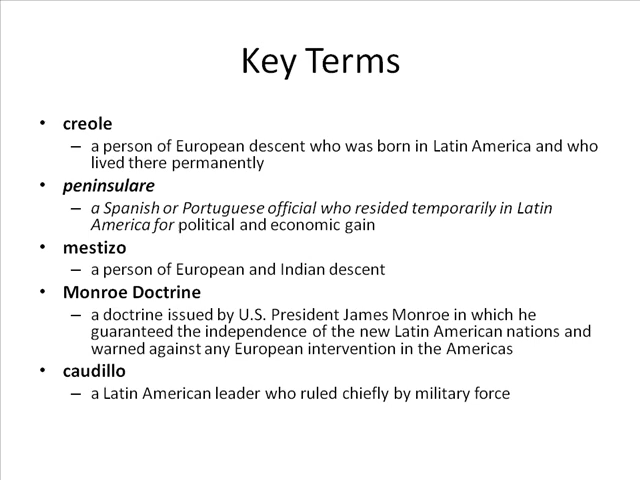 Key Terms
• creole
– a person of European descent who was born in Latin America and who
lived there permanently
• peninsulare
– a Spanish or Portuguese official who resided temporarily in Latin
America for political and economic gain
• mestizo
– a person of European and Indian descent
• Monroe Doctrine
– a doctrine issued by U.S. President James Monroe in which he
guaranteed the independence of the new Latin American nations and
warned against any European intervention in the Americas
• caudillo
– a Latin American leader who ruled chiefly by military force